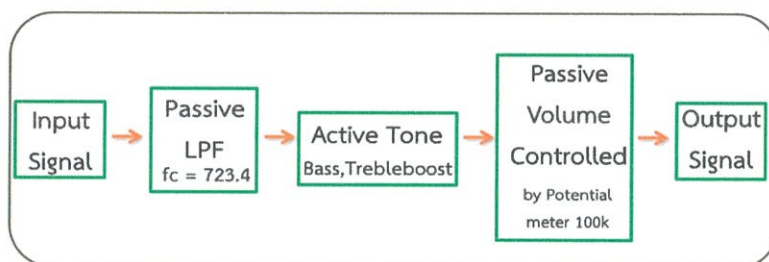 Input
Signal
Passive
LPF
fc = 723.4
Active Tone
Bass,Trebleboost
Passive
Volume
Controlled
by Potential
meter 100k
Output
Signal